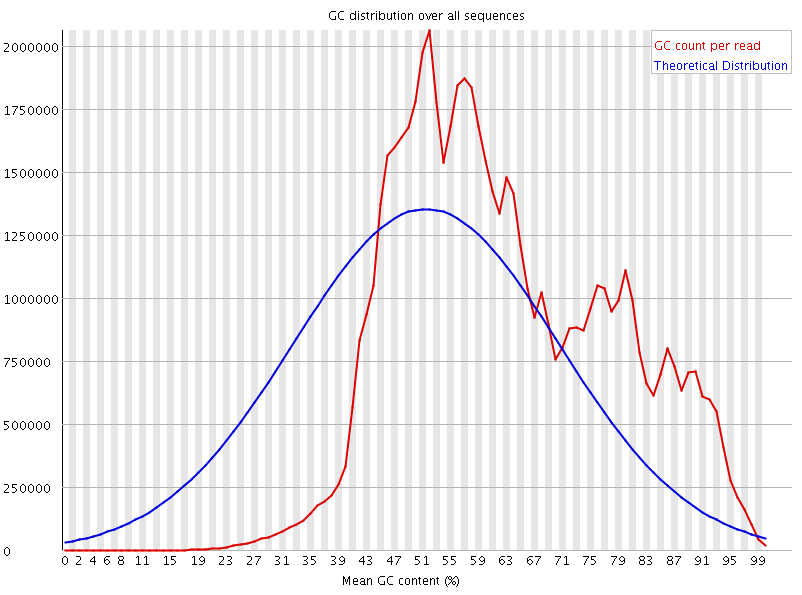 GC distribution over all sequences
GC count per read
Theoretical Distribution
2000000
1750000
1500000
1250000
1000000
750000
500000
250000
0
0 2 4 6 8 11 15 19 23 27 31 35 39 43 47 51 55 59 63 67 71 75 79 83 87 91 95 99
Mean GC content (%)